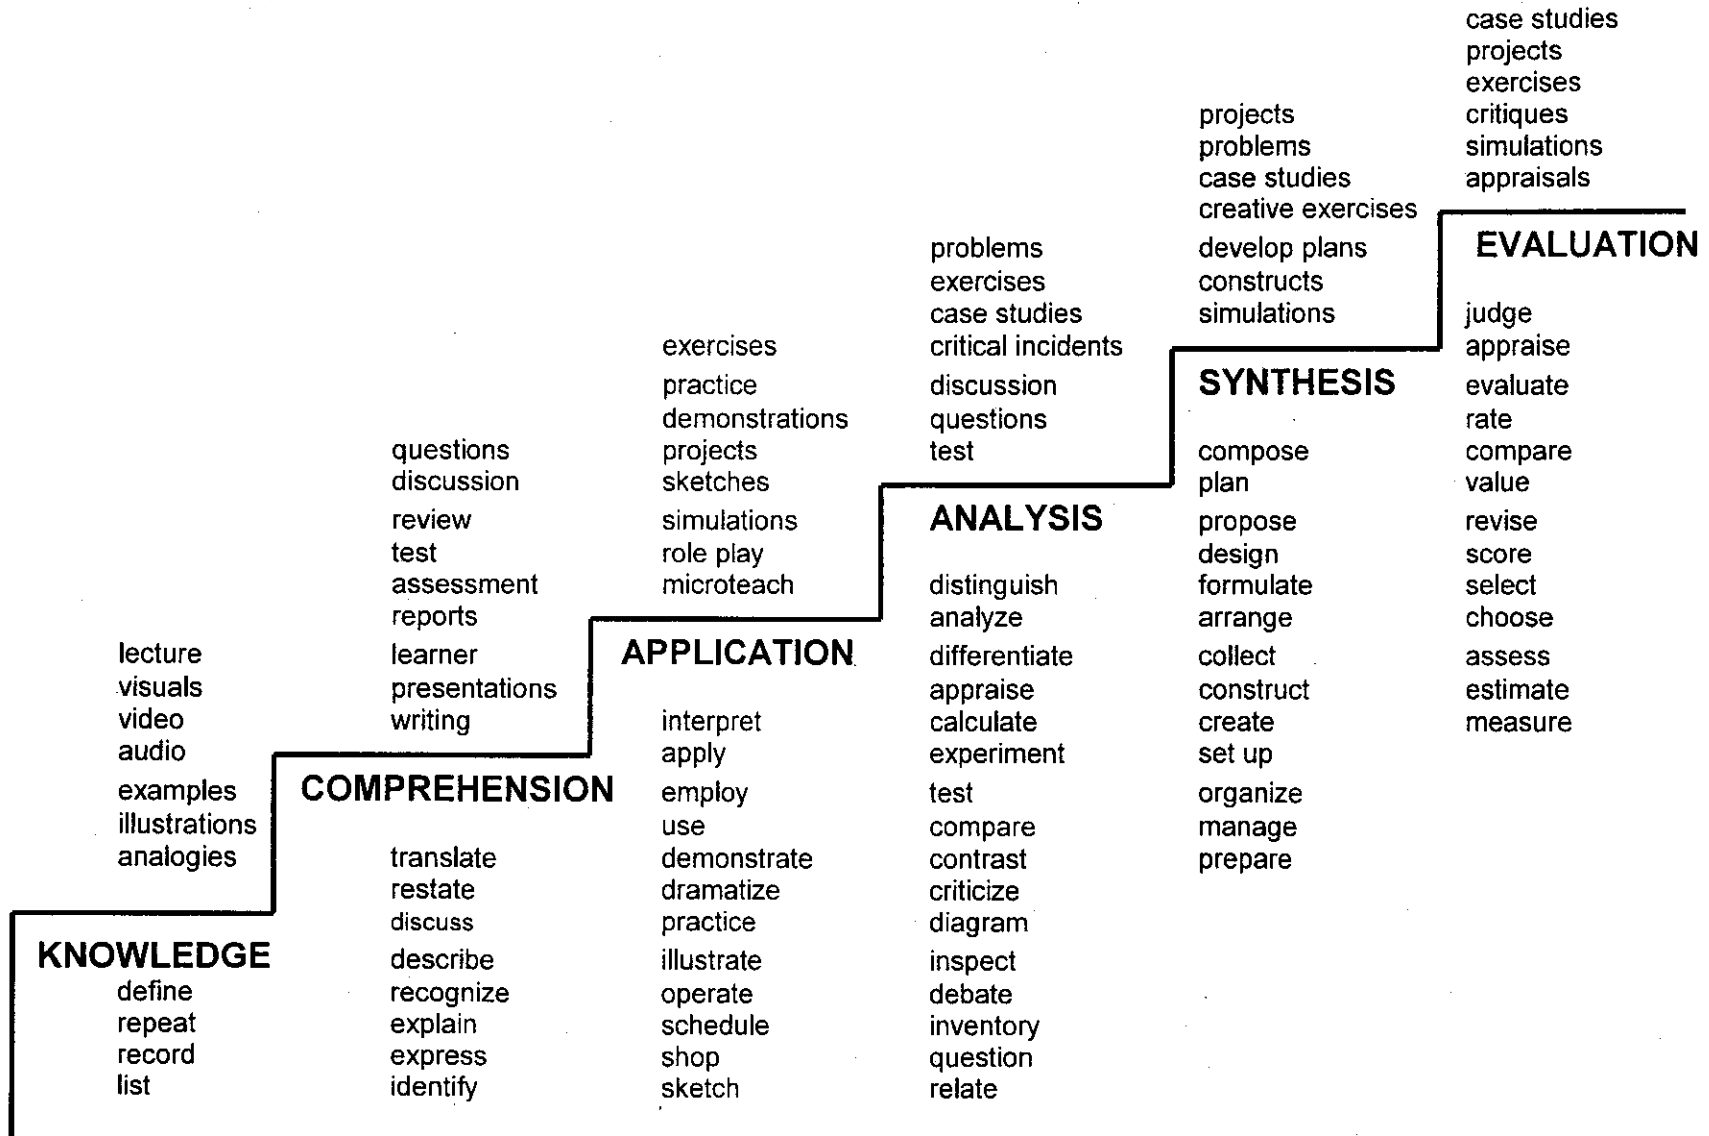 lecture
visuals
video
audio
examples
illustrations
analogies
KNOWLEDGE
define
repeat
record
list
questions
discussion
review
test
assessment
reports
learner
presentations
writing
COMPREHENSION
translate
restate
discuss
describe
recognize
explain
express
identify
exercises
practice
demonstrations
projects
sketches
simulations
role play
microteach
APPLICATION
interpret
apply
employ
use
demonstrate
dramatize
practice
illustrate
operate
schedule
shop
sketch
problems
exercises
case studies
critical incidents
discussion
questions
test
ANALYSIS
distinguish
analyze
differentiate
appraise
calculate
experiment
test
compare
contrast
criticize
diagram
inspect
debate
inventory
question
relate
projects
problems
case studies
creative exercises
develop plans
constructs
simulations
SYNTHESIS
compose
plan
propose
design
formulate
arrange
collect
construct
create
set up
organize
manage
prepare
case studies
projects
exercises
critiques
simulations
appraisals
EVALUATION
judge
appraise
evaluate
rate
compare
value
revise
score
select
choose
assess
estimate
measure